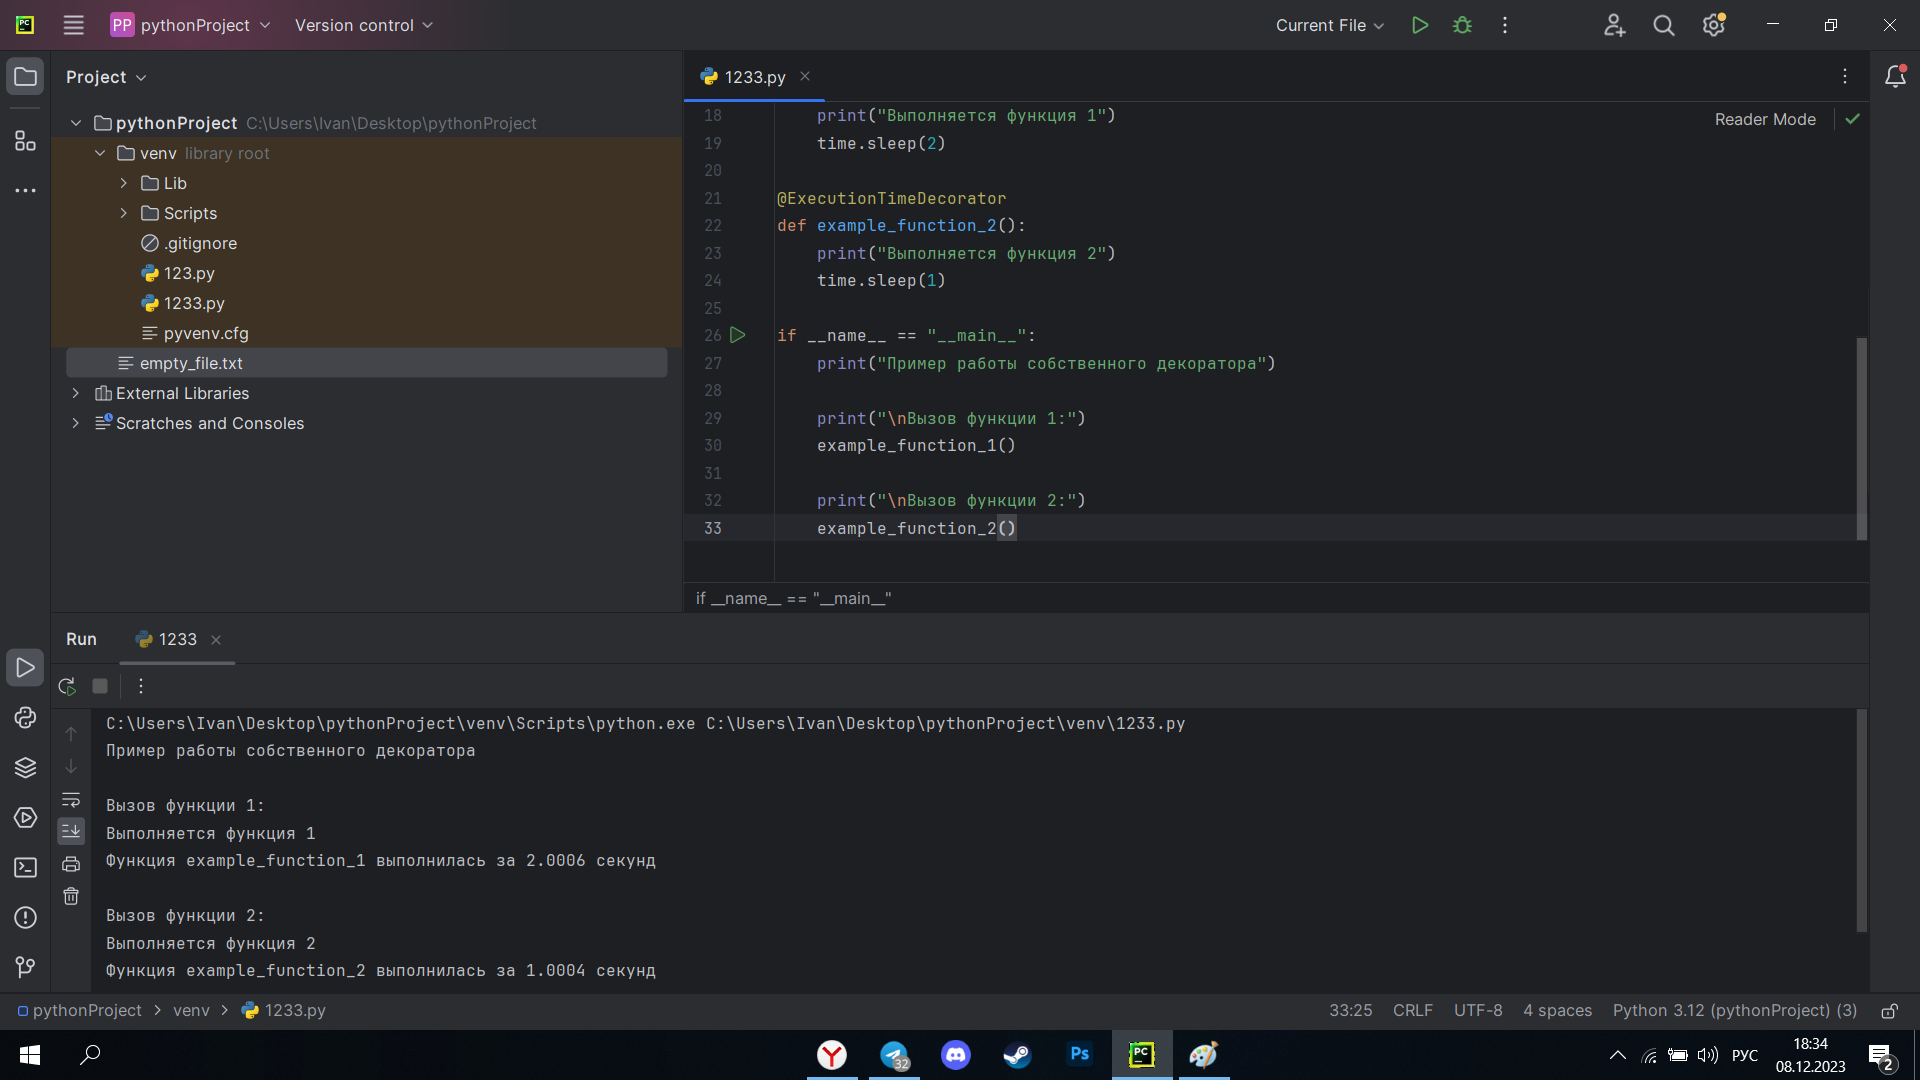 PP pythonProject Version control Current File
Project
pythonProject C:\Users\Ivan\Desktop\pythonProject
venv library root
Lib
Scripts
.gitignore
123.py
1233.py
pyvenv.cfg
empty_file.txt
External Libraries
Scratches and Consoles
1233.py
Reader Mode
18 print("Выполняется функция 1")
19 time.sleep(2)
20
21 @ExecutionTimeDecorator
22 def example_function_2():
23 print("Выполняется функция 2")
24 time.sleep(1)
25
26 if __name__ == "__main__":
27 print("Пример работы собственного декоратора")
28
29 print("\nВызов функции 1:")
30 example_function_1()
31
32 print("\nВызов функции 2:")
33 example_function_2()
if __name__ == "__main__"
Run 1233
C:\Users\Ivan\Desktop\pythonProject\venv\Scripts\python.exe C:\Users\Ivan\Desktop\pythonProject\venv\1233.py
Пример работы собственного декоратора
Вызов функции 1:
Выполняется функция 1
Функция example_function_1 выполнилась за 2.0006 секунд
Вызов функции 2:
Выполняется функция 2
Функция example_function_2 выполнилась за 1.0004 секунд
pythonProject > venv > 1233.py 33:25 CRLF UTF-8 4 spaces Python 3.12 (pythonProject) (3)
32 Ps PC РУС 18:34
08.12.2023 2